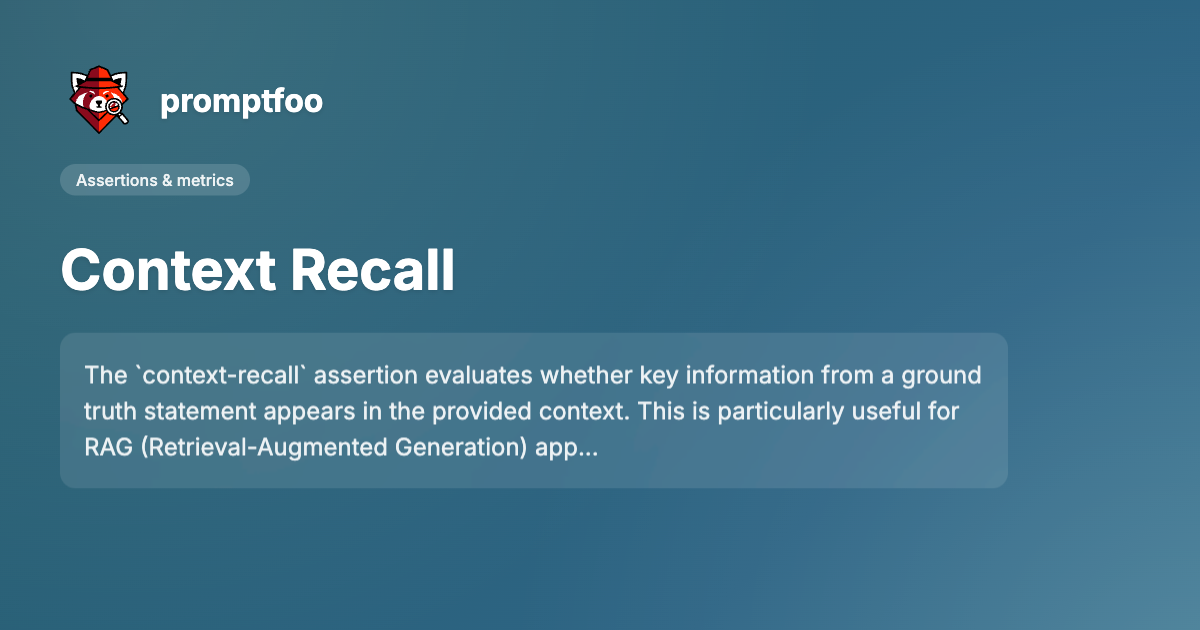 promptfoo
Assertions & metrics
Context Recall
The `context-recall` assertion evaluates whether key information from a ground
truth statement appears in the provided context. This is particularly useful for
RAG (Retrieval-Augmented Generation) app...